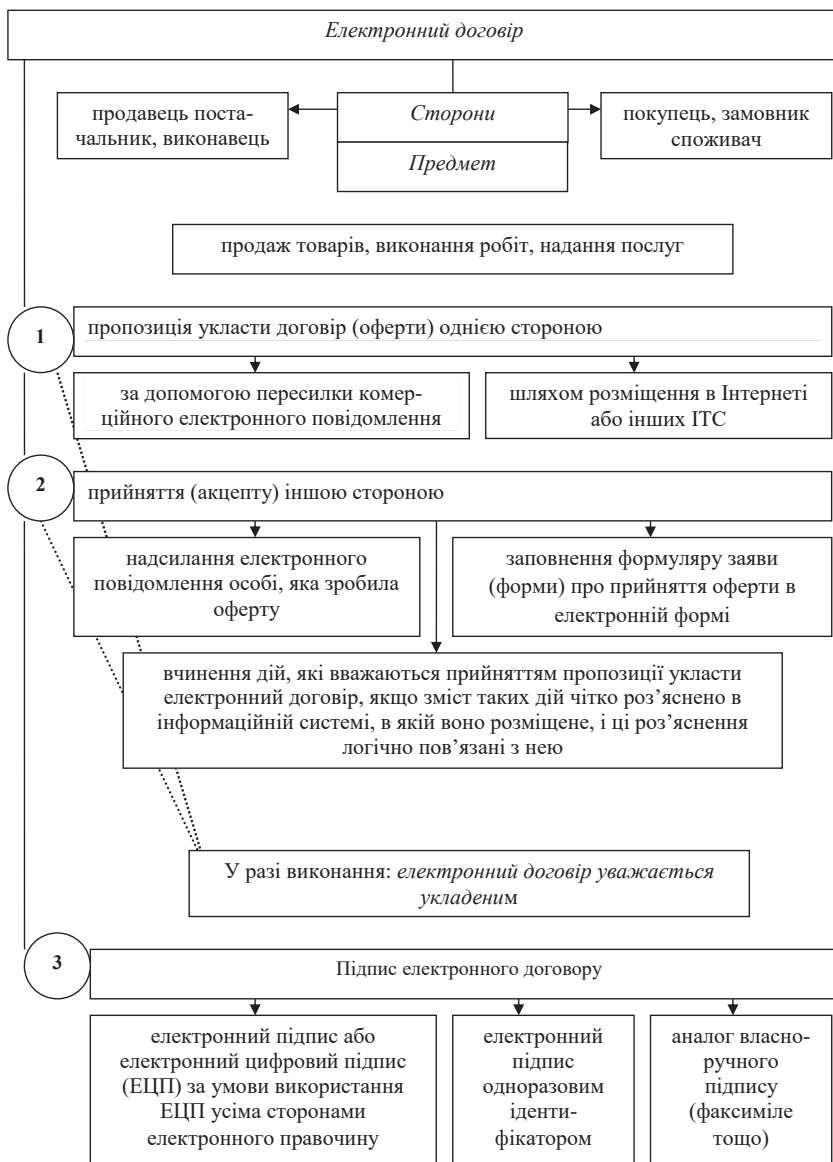 Електронний договір
продавець поста-
чальник, виконавець
Сторони
покупець, замовник
споживач
Предмет
продаж товарів, виконання робіт, надання послуг
1
пропозиція укласти договір (оферти) однією стороною
за допомогою пересилки комер-
ційного електронного повідомлення
шляхом розміщення в Інтернеті
або інших ІТС
2
прийняття (акцепту) іншою стороною
надсилання електронного
повідомлення особі, яка зробила
оферту
заповнення формуляру заяви
(форми) про прийняття оферти в
електронній формі
вчинення дій, які вважаються прийняттям пропозиції укласти
електронний договір, якщо зміст таких дій чітко роз’яснено в
інформаційній системі, в якій воно розміщене, і ці роз’яснення
логічно пов’язані з нею
У разі виконання: електронний договір уважається
укладеним
3
Підпис електронного договору
електронний підпис або
електронний цифровий підпис
(ЕЦП) за умови використання
ЕЦП усіма сторонами
електронного правочину
електронний
підпис
одноразовим
іденти-
фікатором
аналог власно-
ручного
підпису
(факсиміле
тощо)